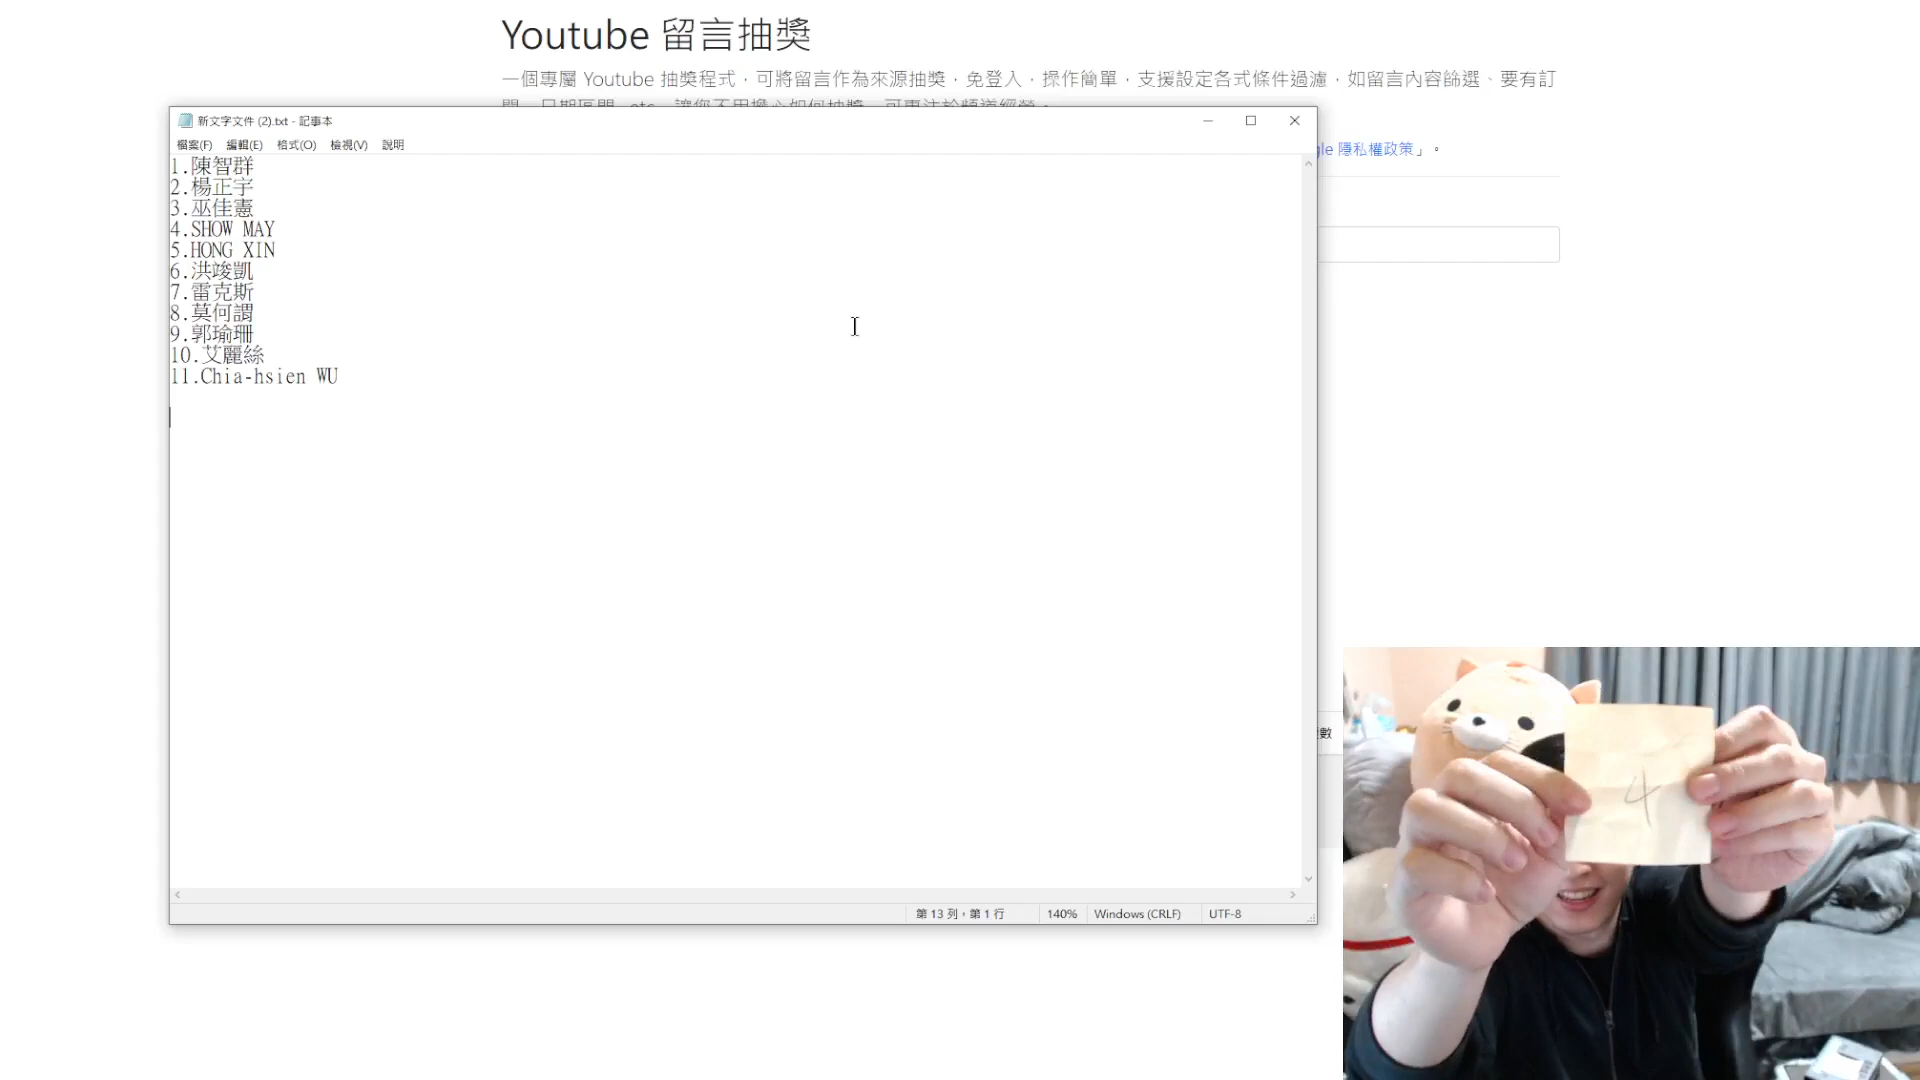 Youtube 留言抽獎
一個專屬 Youtube 抽獎程式，可將留言作為來源抽獎，免登入，操作簡單，支援設定各式條件過濾，如留言內容篩選、要有訂
新文字文件 (2).txt - 記事本
檔案(F) 編輯(E) 格式(O) 檢視(V) 說明
gle 隱私權政策」。
1.陳智群
2.楊正宇
3.巫佳憲
4.SHOW MAY
5.HONG XIN
6.洪竣凱
7.雷克斯
8.莫何謂
9.郭瑜珊
10.艾麗絲
11.Chia-hsien WU
數
4
第 13 列，第 1 行 140% Windows (CRLF) UTF-8